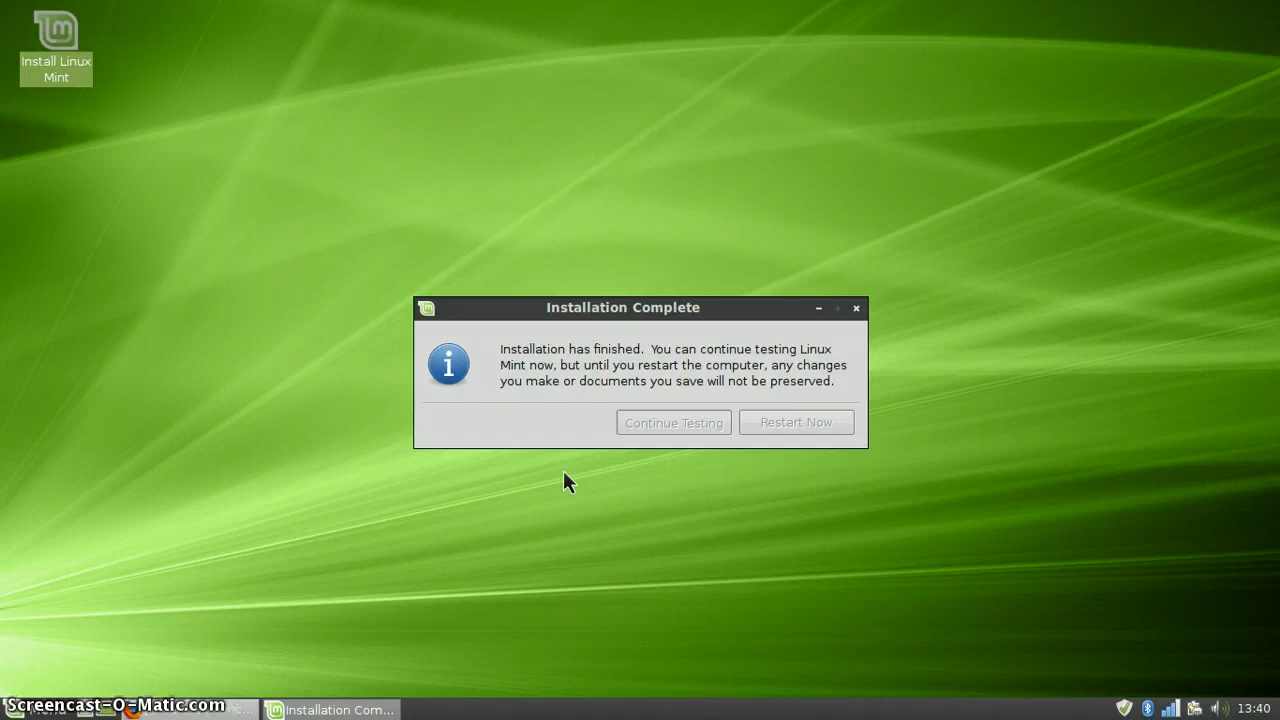 Install Linux
Mint
Installation Complete
Installation has finished.  You can continue testing Linux
Mint now, but until you restart the computer, any changes
you make or documents you save will not be preserved.
Continue Testing
Restart Now
Screencast-O-Matic.com
Installation Com...
13:40